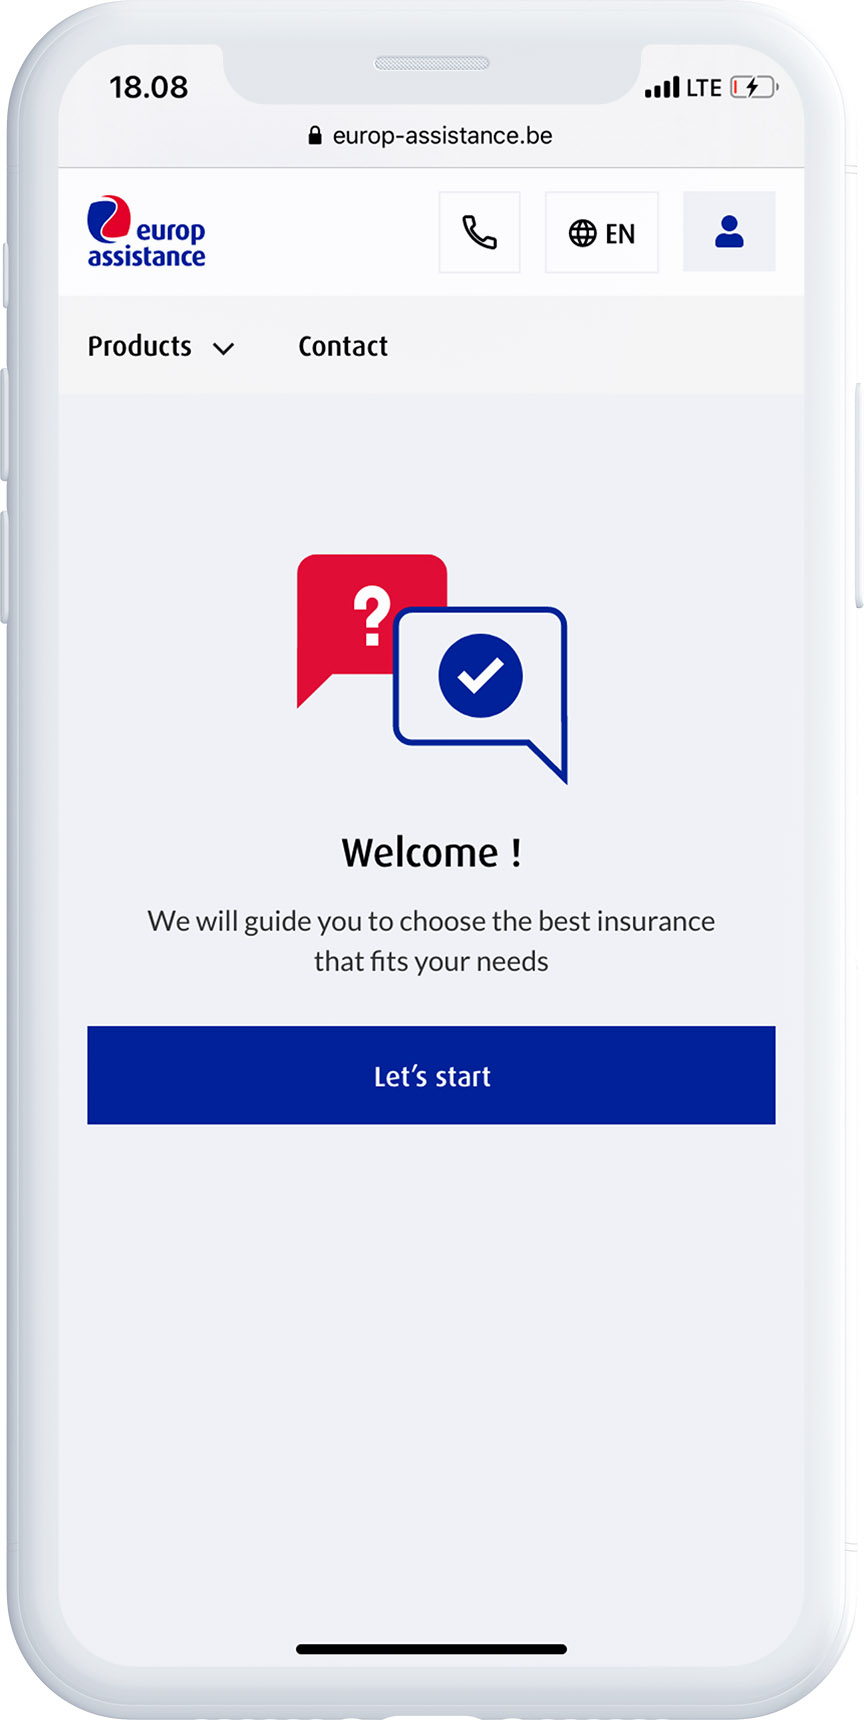 18.08 LTE
europ-assistance.be
europ
assistance
EN
Products Contact
?
Welcome !
We will guide you to choose the best insurance
that fits your needs
Let's start